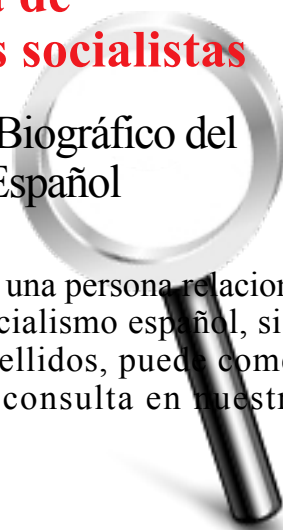 a de
s socialistas
Biográfico del
Español
una persona relacion
cialismo español, si
ellidos, puede come
consulta en nuestr